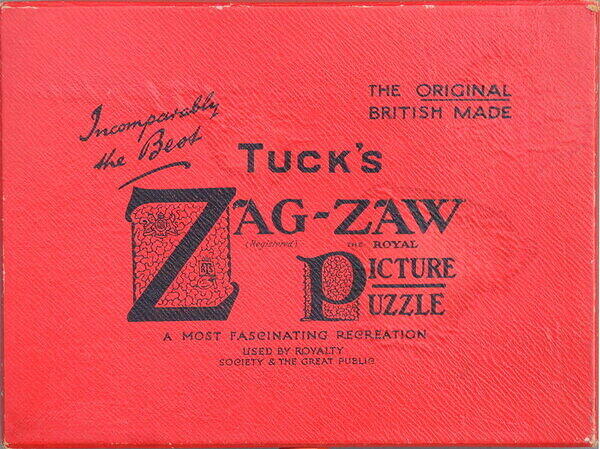 Incomparably
the Best
THE ORIGINAL
BRITISH MADE
TUCK'S
ZAG-ZAW
(Registered) THE ROYAL
PICTURE
PUZZLE
A MOST FASCINATING RECREATION
USED BY ROYALTY
SOCIETY & THE GREAT PUBLIC